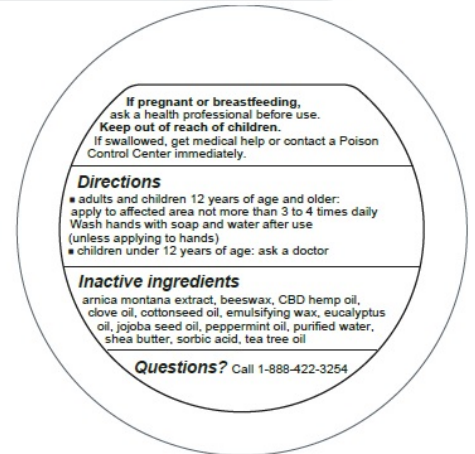 If pregnant or breastfeeding,
ask a health professional before use.
Keep out of reach of children.
If swallowed, get medical help or contact a Poison
Control Center immediately.
Directions
▪ adults and children 12 years of age and older:
apply to affected area not more than 3 to 4 times daily
Wash hands with soap and water after use
(unless applying to hands)
▪ children under 12 years of age: ask a doctor
Inactive ingredients
arnica montana extract, beeswax, CBD hemp oil,
clove oil, cottonseed oil, emulsifying wax, eucalyptus
oil, jojoba seed oil, peppermint oil, purified water,
shea butter, sorbic acid, tea tree oil
Questions? Call 1-888-422-3254